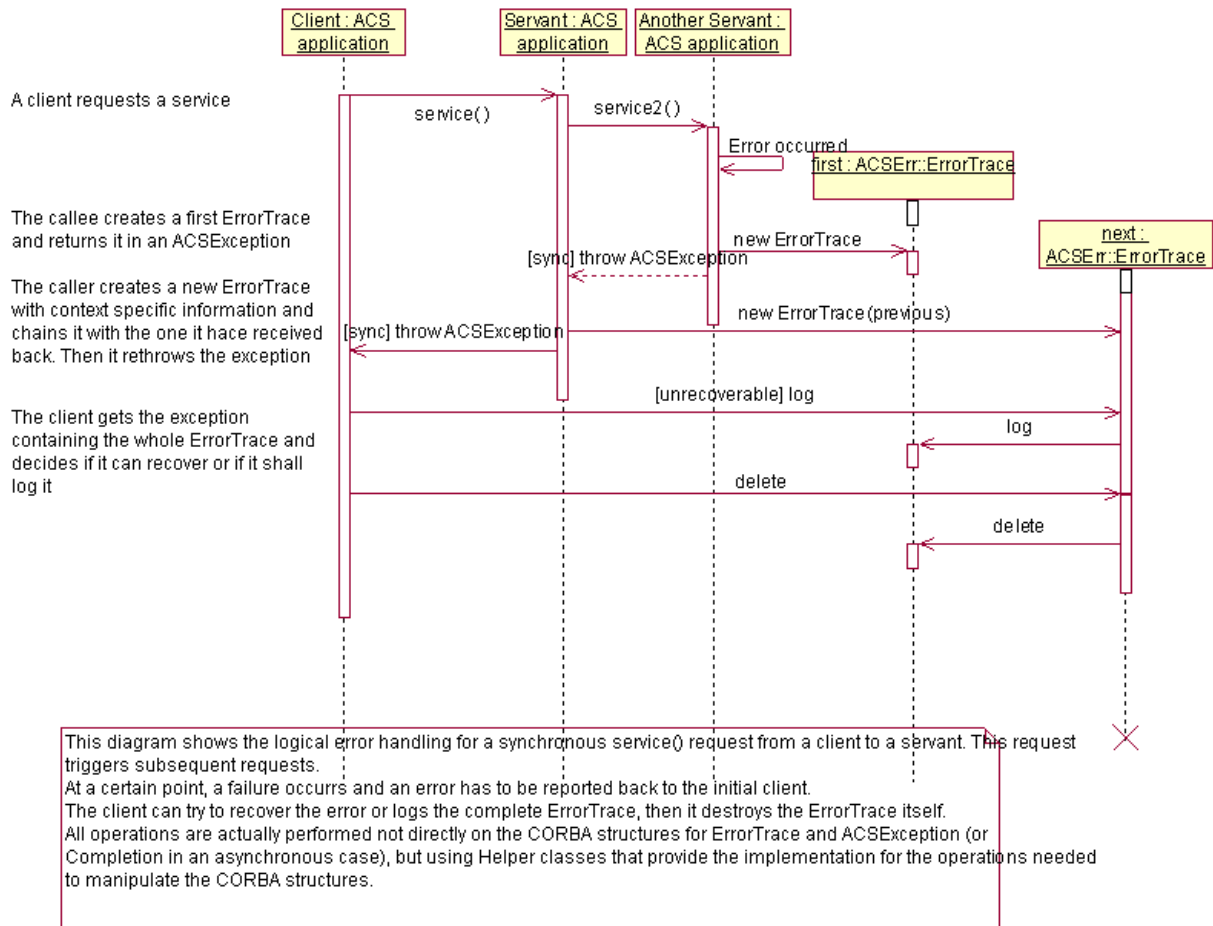 Client : ACS
application
Servant : ACS
application
Another Servant :
ACS application
A client requests a service
service()
service2()
Error occurred
first : ACSErr::ErrorTrace
The callee creates a first ErrorTrace
and returns it in an ACSException
new ErrorTrace
next :
ACSErr::ErrorTrace
[sync] throw ACSException
The caller creates a new ErrorTrace
with context specific information and
chains it with the one it hace received
back. Then it rethrows the exception
new ErrorTrace(previous)
[sync] throw ACSException
[unrecoverable] log
The client gets the exception
containing the whole ErrorTrace and
decides if it can recover or if it shall
log it
log
delete
delete
This diagram shows the logical error handling for a synchronous service() request from a client to a servant. This request
triggers subsequent requests.
At a certain point, a failure occurrs and an error has to be reported back to the initial client.
The client can try to recover the error or logs the complete ErrorTrace, then it destroys the ErrorTrace itself.
All operations are actually performed not directly on the CORBA structures for ErrorTrace and ACSException (or
Completion in an asynchronous case), but using Helper classes that provide the implementation for the operations needed
to manipulate the CORBA structures.